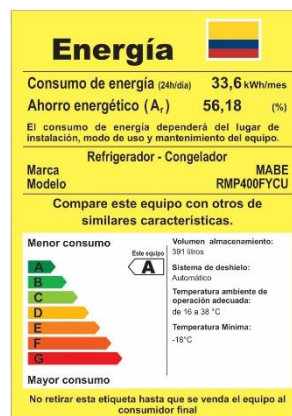 Energía
Consumo de energía (24h/día) 33,6 kWh/mes
Ahorro energético (Ar) 56,18 (%)
El consumo de energía dependerá del lugar de
instalación, modo de uso y mantenimiento del equipo.
Refrigerador - Congelador
Marca MABE
Modelo RMP400FYCU
Compare este equipo con otros de
similares características.
Menor consumo
Este equipo
A
A
B
C
D
E
F
G
Mayor consumo
Volumen almacenamiento:
391 litros
Sistema de deshielo:
Automático
Temperatura ambiente de
operación adecuada:
de 16 a 38 °C
Temperatura Mínima:
-18°C
No retirar esta etiqueta hasta que se venda el equipo al
consumidor final